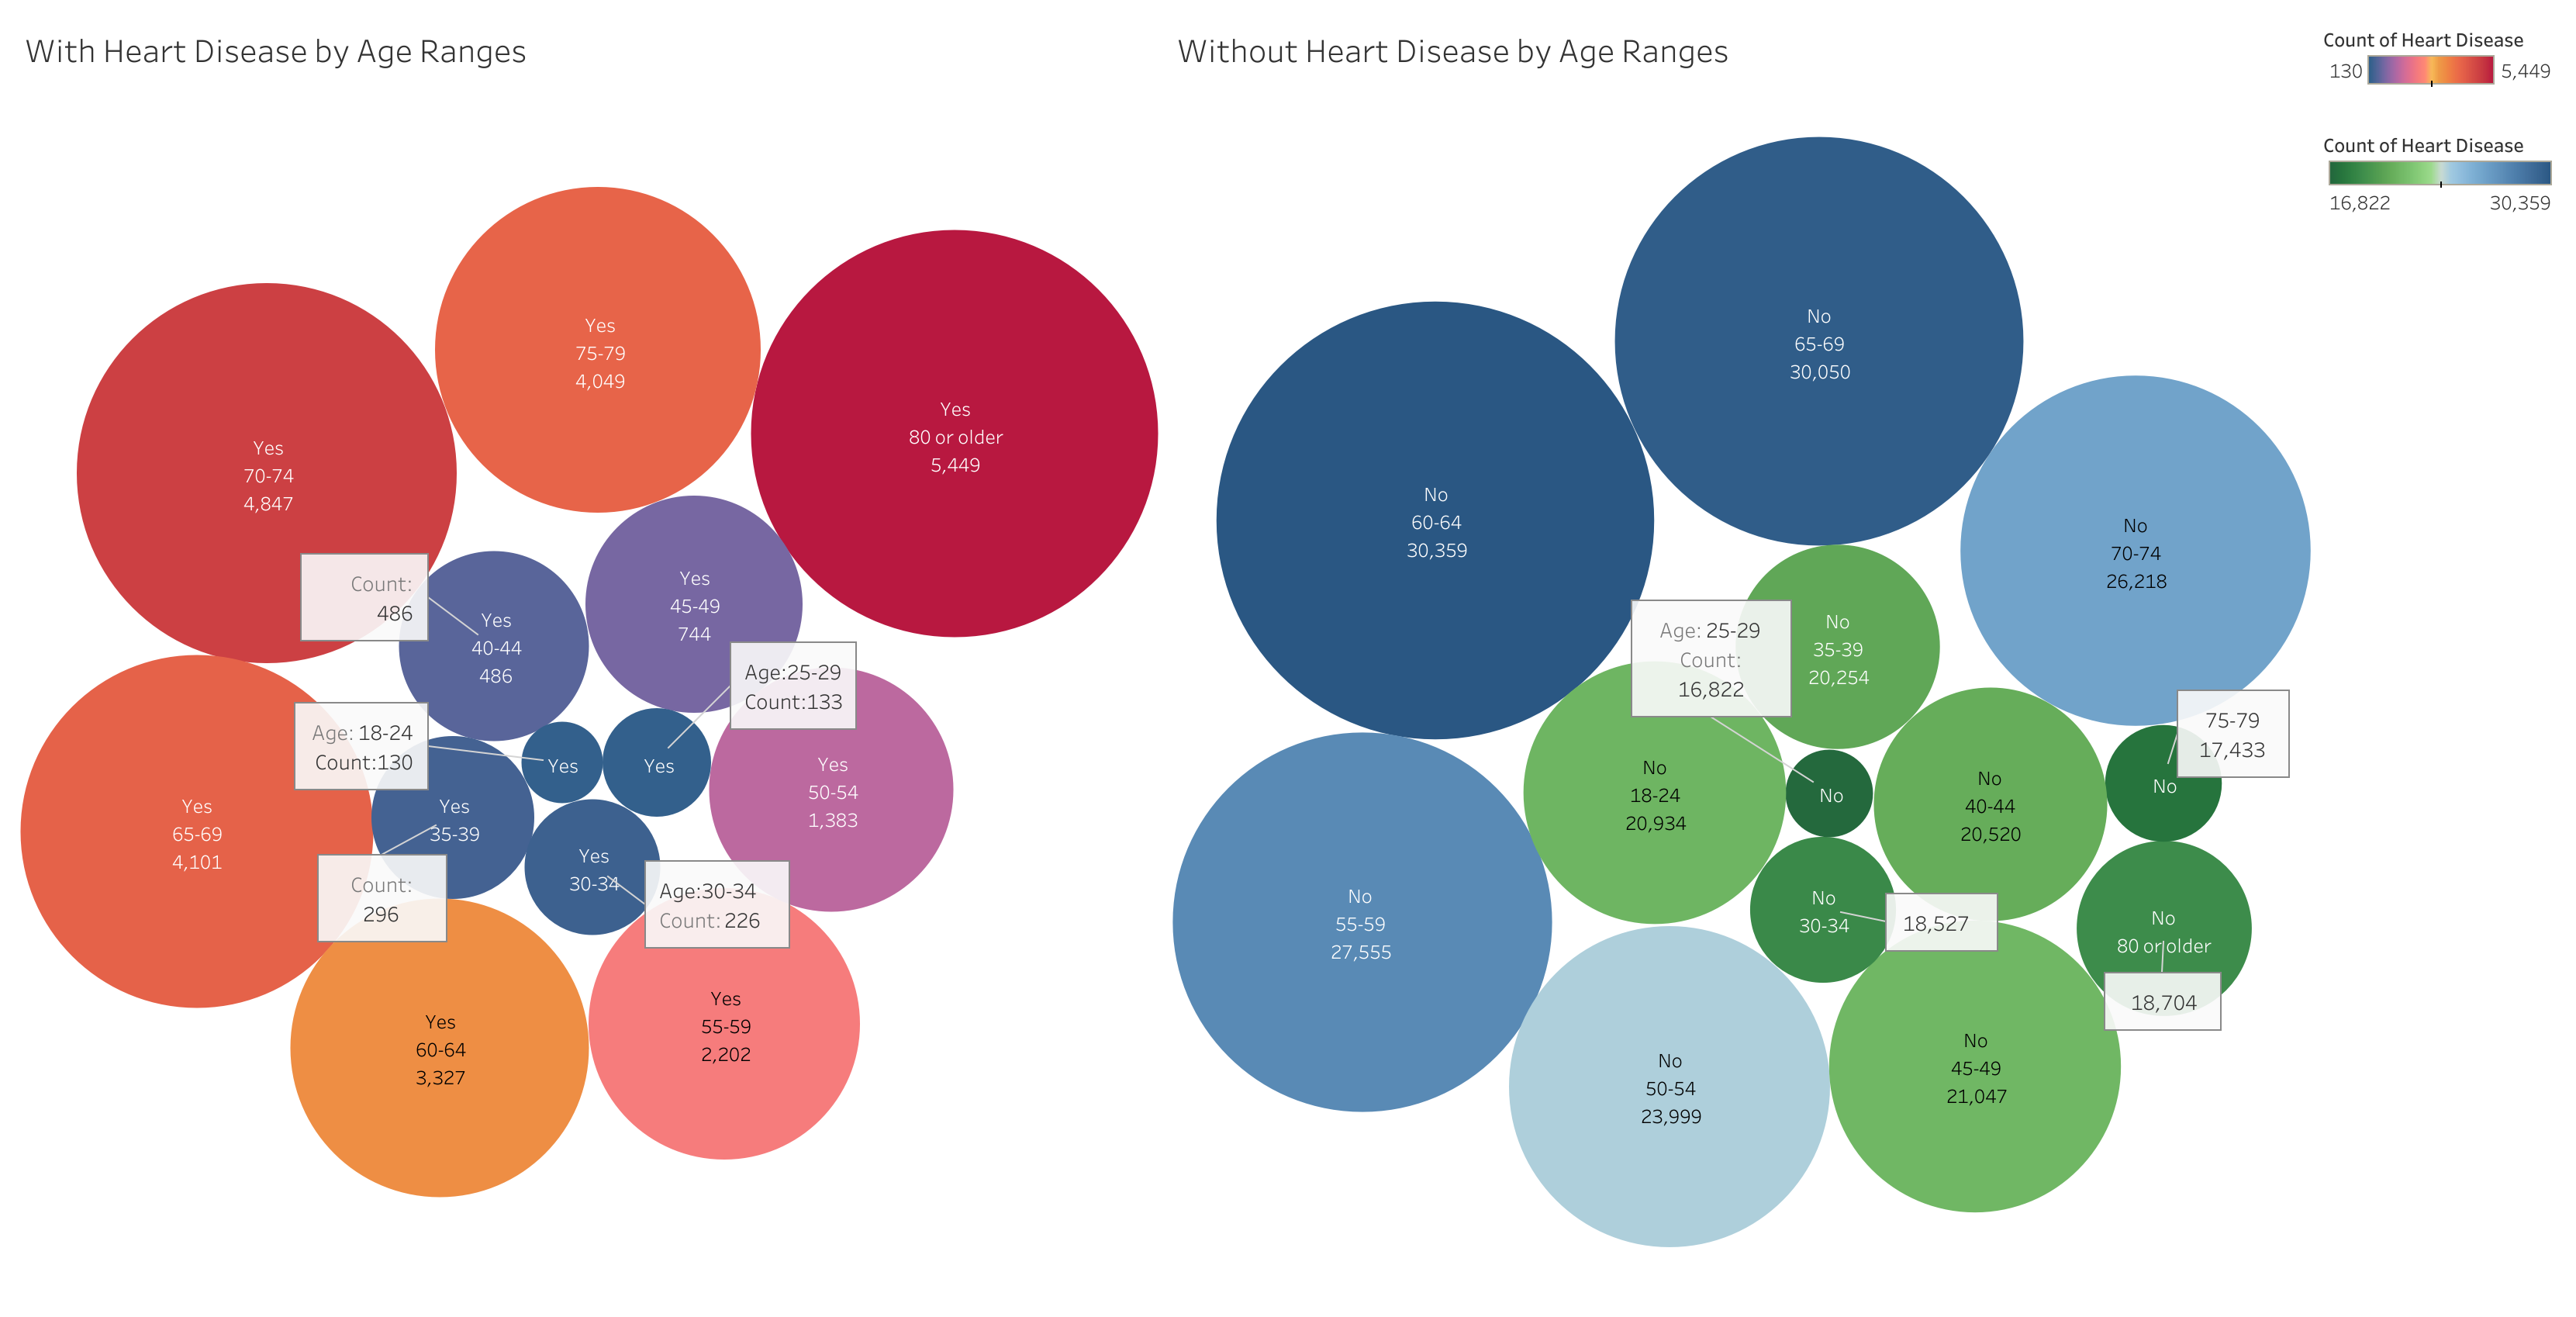 With Heart Disease by Age Ranges
Yes
75-79
4,049
Yes
80 or older
5,449
Yes
70-74
4,847
Count:
486
Yes
40-44
486
Yes
45-49
744
Age:25-29
Count:133
Age: 18-24
Count:130
Yes
Yes
Yes
50-54
1,383
Yes
65-69
4,101
Yes
35-39
Count:
296
Yes
30-34
Age:30-34
Count: 226
Yes
60-64
3,327
Yes
55-59
2,202
Without Heart Disease by Age Ranges
No
65-69
30,050
No
60-64
30,359
No
70-74
26,218
Age: 25-29
Count:
16,822
No
35-39
20,254
75-79
17,433
No
No
18-24
20,934
No
No
40-44
20,520
No
55-59
27,555
No
30-34
18,527
No
80 or older
18,704
No
50-54
23,999
No
45-49
21,047
Count of Heart Disease
130 5,449
Count of Heart Disease
16,822 30,359